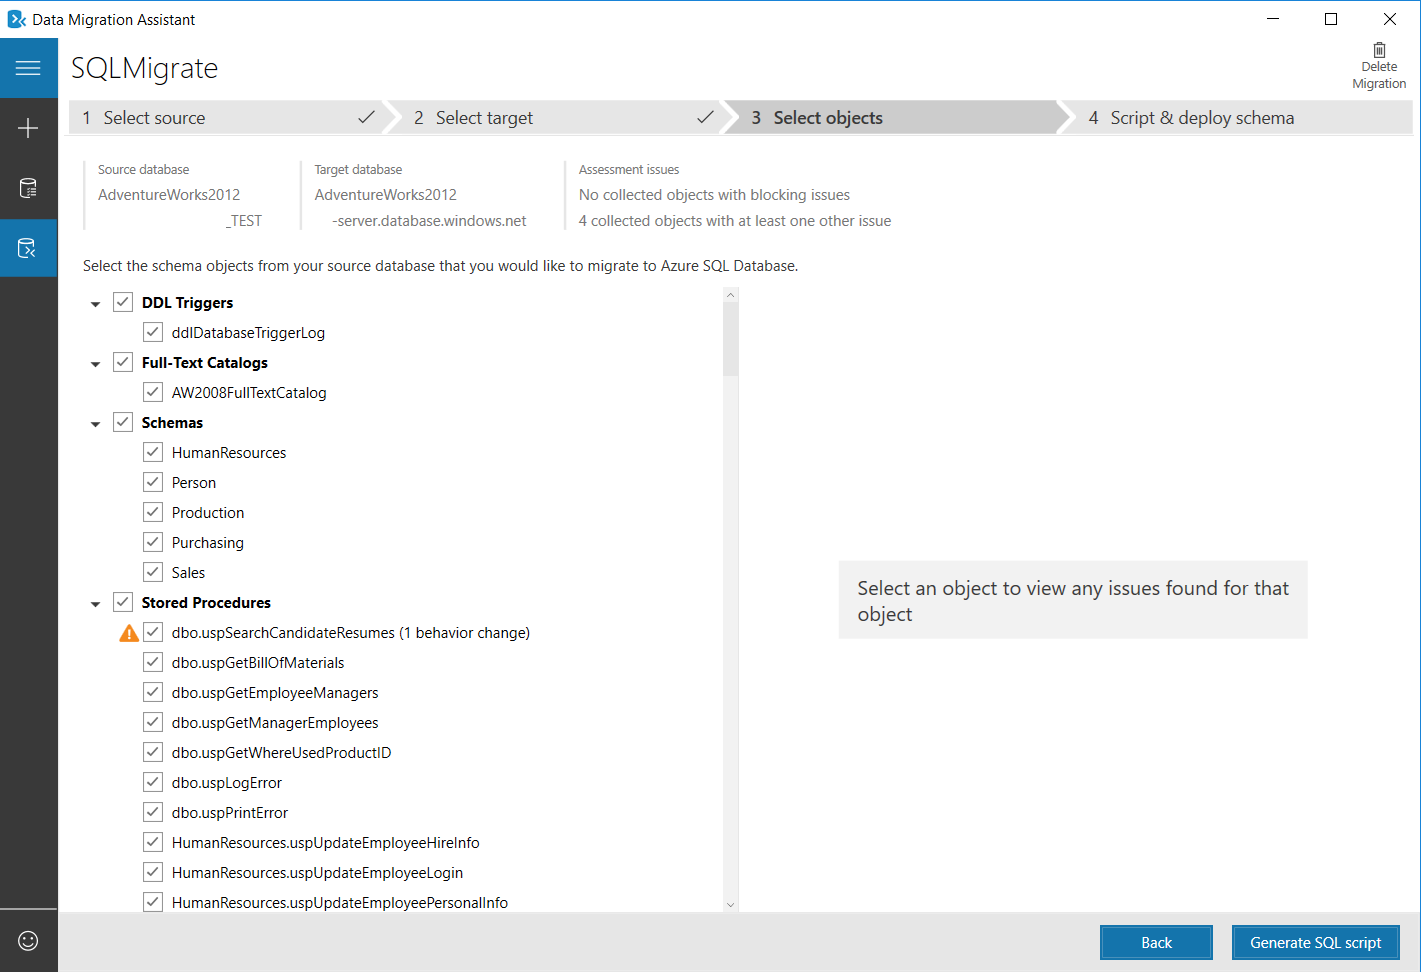 Data Migration Assistant
SQLMigrate
Delete
Migration
1 Select source
2 Select target
3 Select objects
4 Script & deploy schema
Source database
AdventureWorks2012
_TEST
Target database
AdventureWorks2012
-server.database.windows.net
Assessment issues
No collected objects with blocking issues
4 collected objects with at least one other issue
Select the schema objects from your source database that you would like to migrate to Azure SQL Database.
DDL Triggers
ddlDatabaseTriggerLog
Full-Text Catalogs
AW2008FullTextCatalog
Schemas
HumanResources
Person
Production
Purchasing
Sales
Stored Procedures
dbo.uspSearchCandidateResumes (1 behavior change)
dbo.uspGetBillOfMaterials
dbo.uspGetEmployeeManagers
dbo.uspGetManagerEmployees
dbo.uspGetWhereUsedProductID
dbo.uspLogError
dbo.uspPrintError
HumanResources.uspUpdateEmployeeHireInfo
HumanResources.uspUpdateEmployeeLogin
HumanResources.uspUpdateEmployeePersonalInfo
Select an object to view any issues found for that
object
Back
Generate SQL script